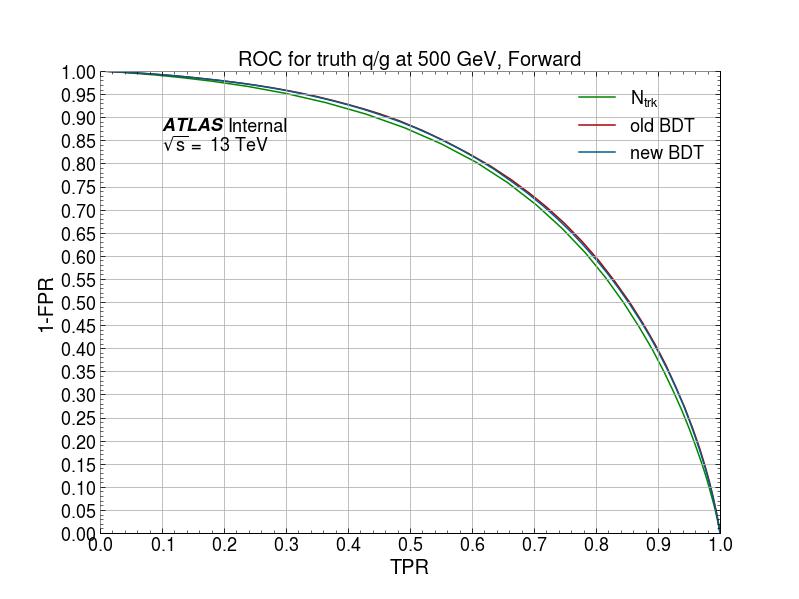 ROC for truth q/g at 500 GeV, Forward
1.00
0.95
0.90
0.85
0.80
0.75
0.70
0.65
0.60
0.55
0.50
0.45
0.40
0.35
0.30
0.25
0.20
0.15
0.10
0.05
0.00
1-FPR
ATLAS Internal
√s = 13 TeV
Ntrk
old BDT
new BDT
0.0 0.1 0.2 0.3 0.4 0.5 0.6 0.7 0.8 0.9 1.0
TPR